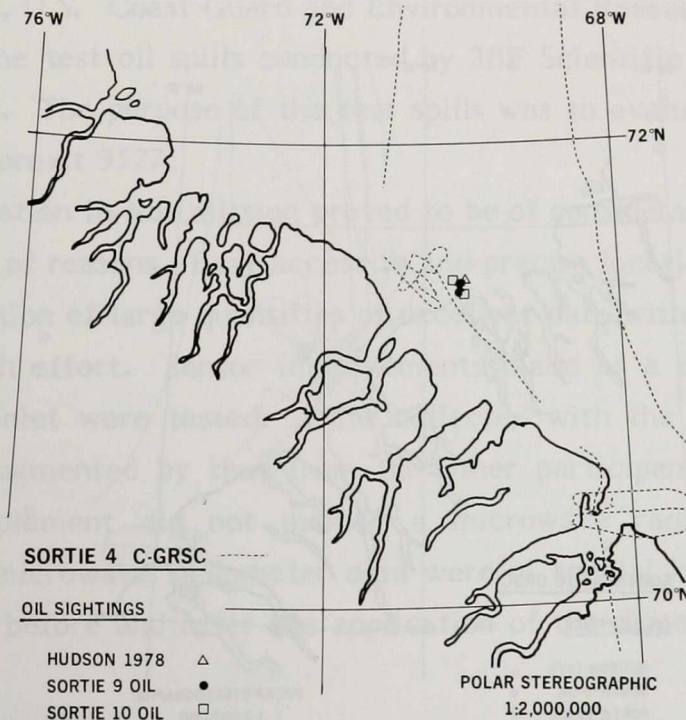 76°W
72°W
68°W
72°N
70°N
SORTIE 4 C-GRSC
OIL SIGHTINGS
HUDSON 1978
SORTIE 9 OIL
SORTIE 10 OIL
POLAR STEREOGRAPHIC
1:2,000,000